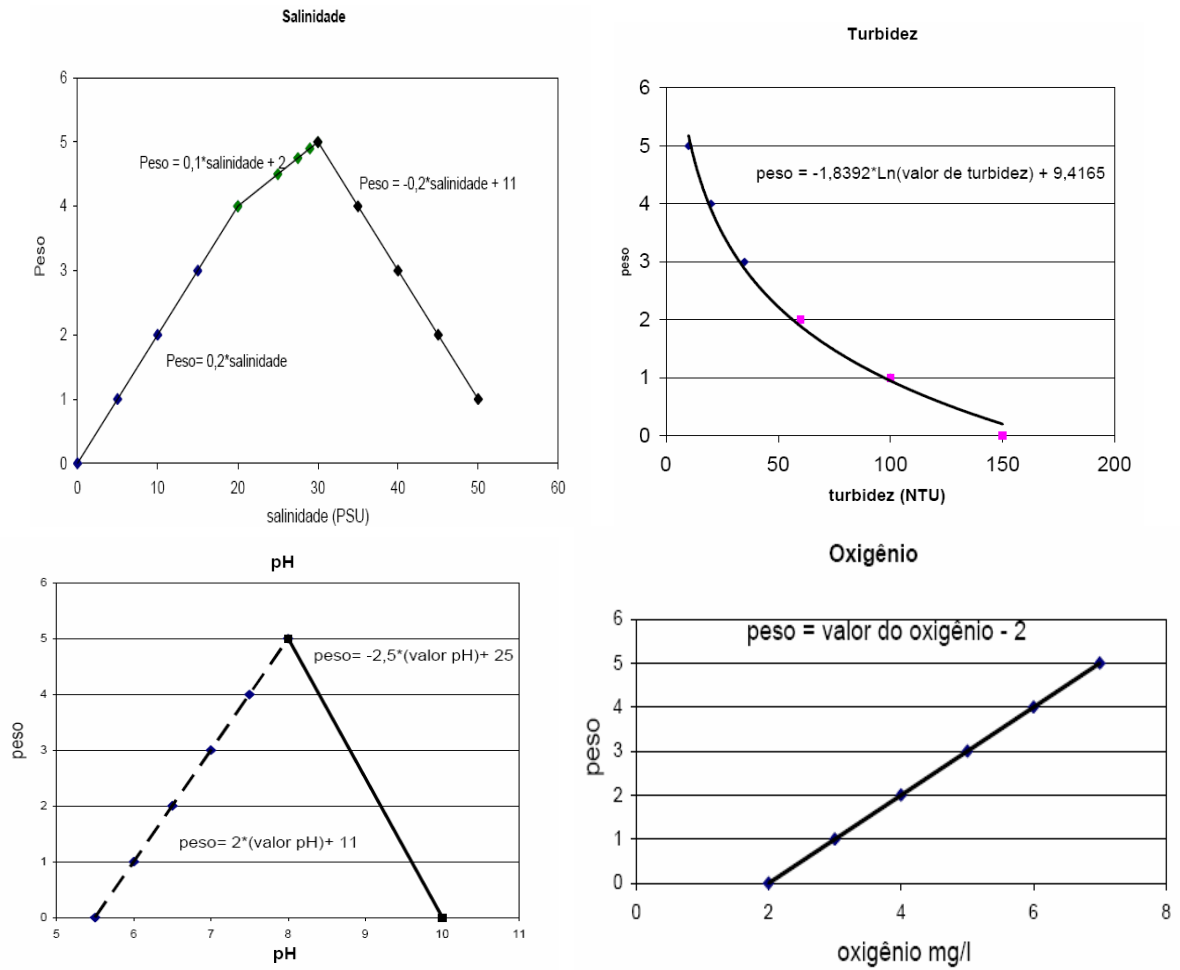 Salinidade
6
5
4
3
2
1
0
Peso
Peso = 0,1*salinidade + 2
Peso = -0,2*salinidade + 11
Peso= 0,2*salinidade
0 10 20 30 40 50 60
salinidade (PSU)
Turbidez
6
5
4
3
2
1
0
peso
peso = -1,8392*Ln(valor de turbidez) + 9,4165
0 50 100 150 200
turbidez (NTU)
pH
6
5
4
3
2
1
0
peso
peso= -2,5*(valor pH)+ 25
peso= 2*(valor pH)+ 11
5 6 7 8 9 10 11
pH
Oxigênio
6
5
4
3
2
1
0
peso
peso = valor do oxigênio - 2
0 2 4 6 8
oxigênio mg/l